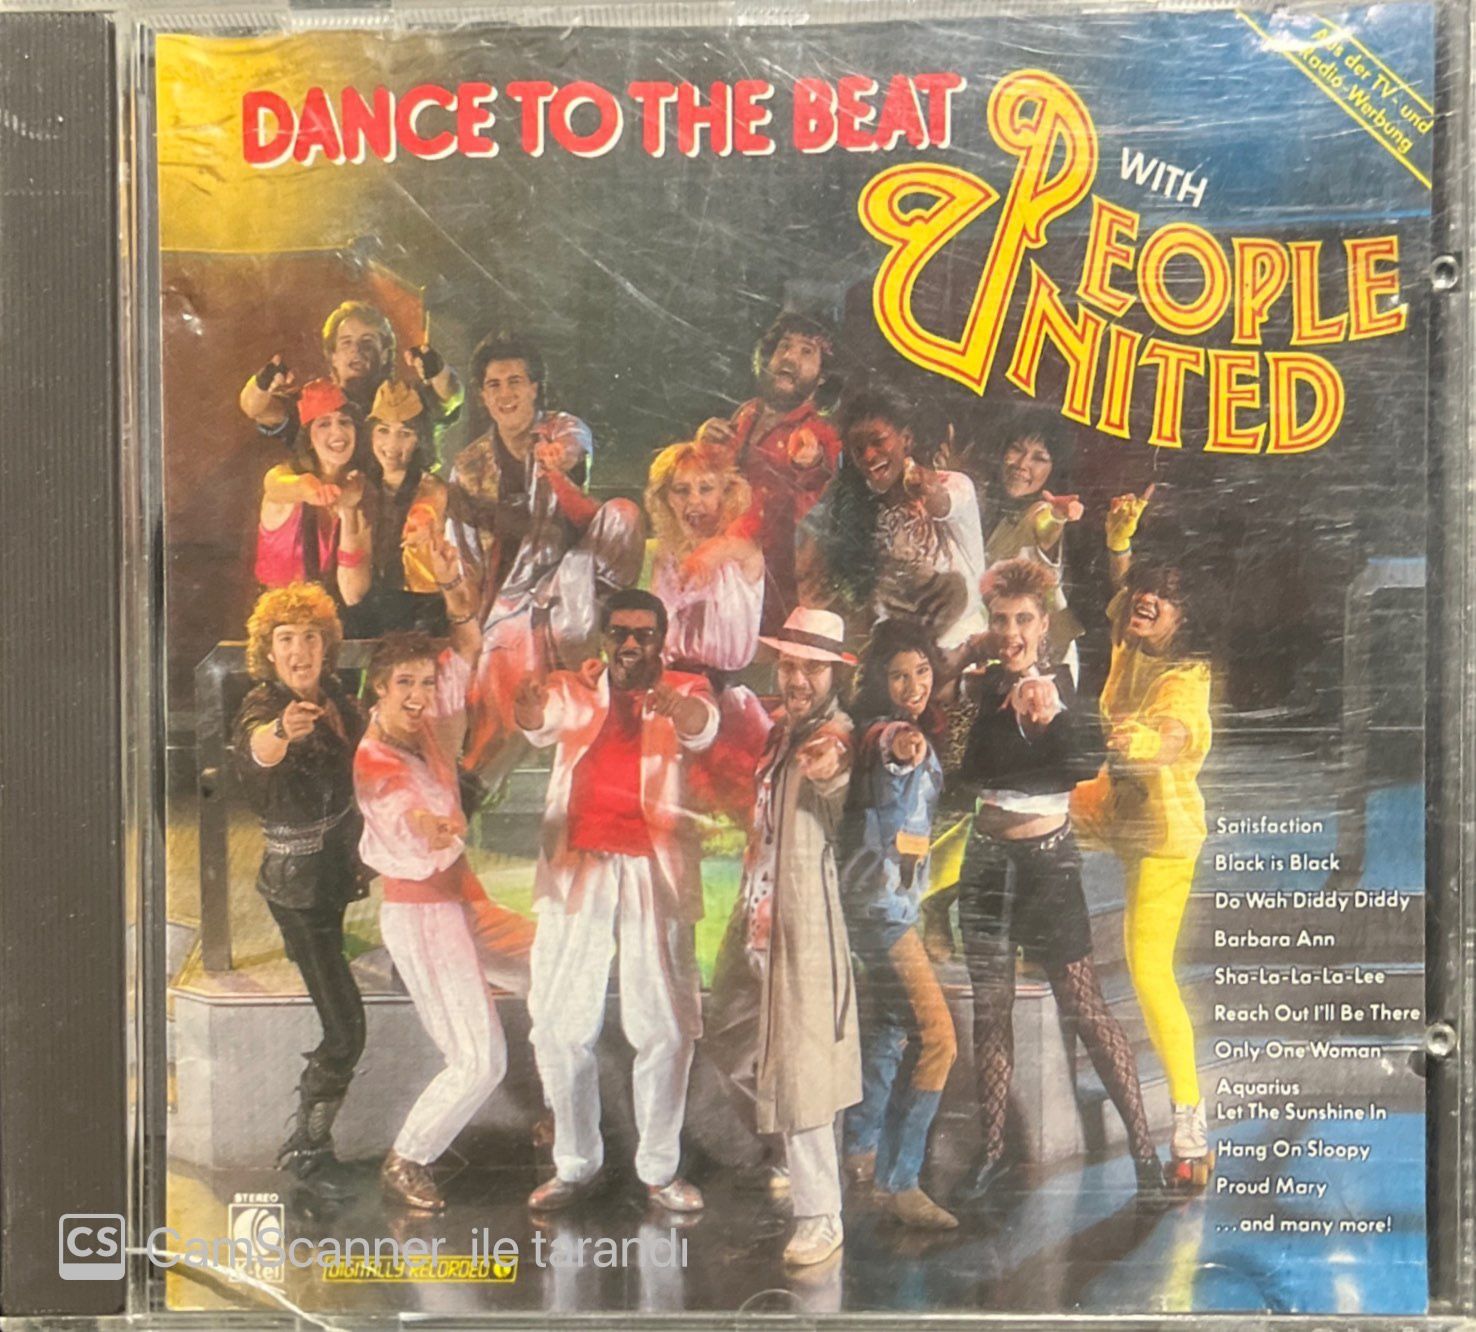 DANCE TO THE BEAT
WITH
PEOPLE
UNITED
Aus der TV- und
Radio-Werbung
Satisfaction
Black is Black
Do Wah Diddy Diddy
Barbara Ann
Sha-La-La-La-Lee
Reach Out I'll Be There
Only One Woman
Aquarius
Let The Sunshine In
Hang On Sloopy
Proud Mary
...and many more!
STEREO
K-tel
DIGITALLY RECORDED
CS CamScanner ile tarandı